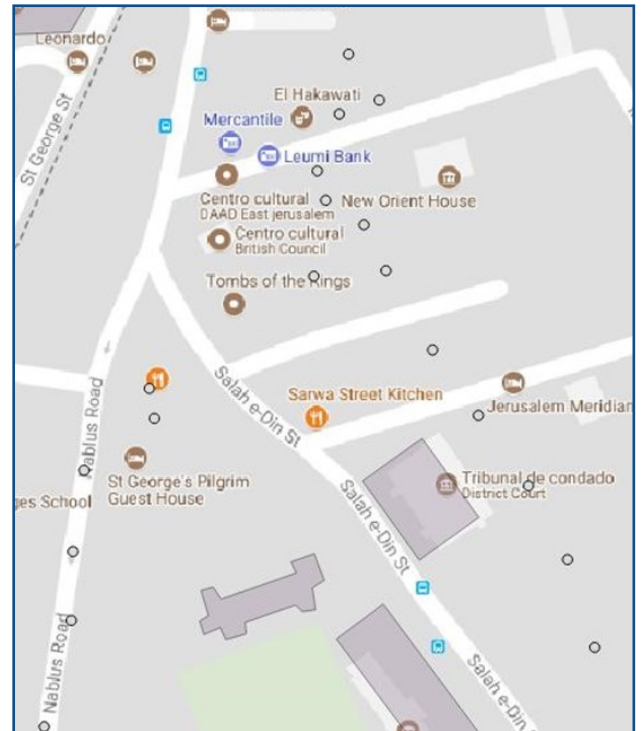 Leonardo
St George St
El Hakawati
Mercantile
Leumi Bank
Centro cultural
DAAD East jerusalem
New Orient House
Centro cultural
British Council
Tombs of the Kings
Salah e-Din St
Sarwa Street Kitchen
Jerusalem Meridian
Nablus Road
St George's Pilgrim
Guest House
ges School
Tribunal de condado
District Court
Salah e-Din St
Nablus Road
Salah e-Din